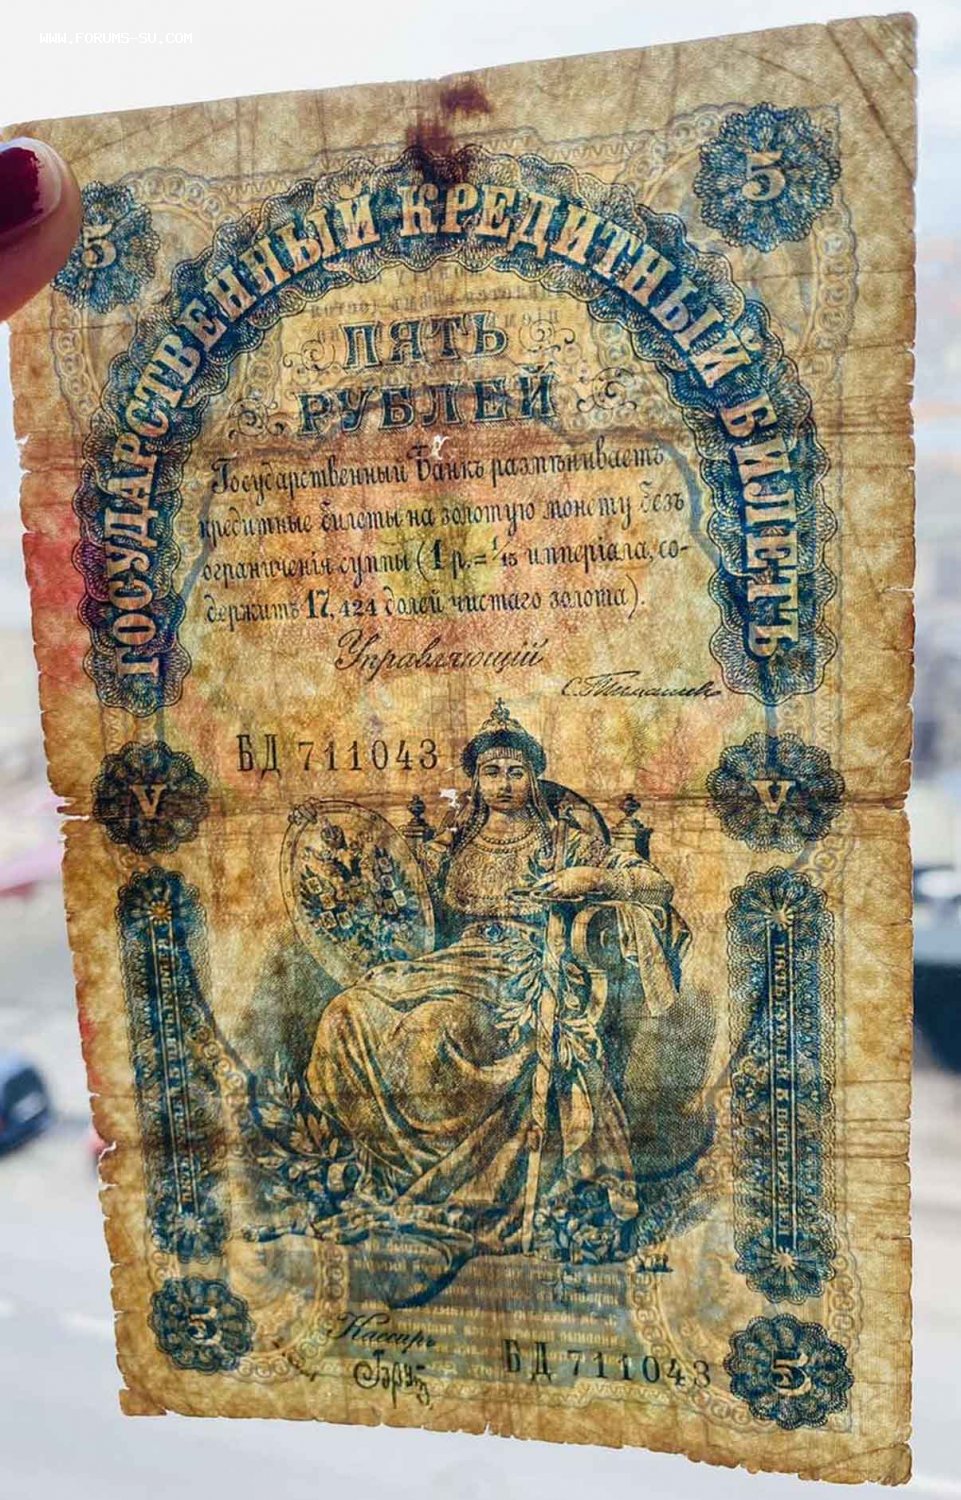 WWW.FORUMS-SU.COM
5
5
ГОСУДАРСТВЕННЫЙ КРЕДИТНЫЙ БИЛЕТЪ
ПЯТЬ
РУБЛЕЙ
Государственный Банкъ размѣниваетъ
кредитные билеты на золотую монету безъ
ограниченія суммы (1 р. = 1/15 имперіала, со-
держитъ 17,424 долей чистаго золота).
Управляющій
С. Тимашевъ
БД 711043
V
V
Кассиръ
БД 711043
5
5